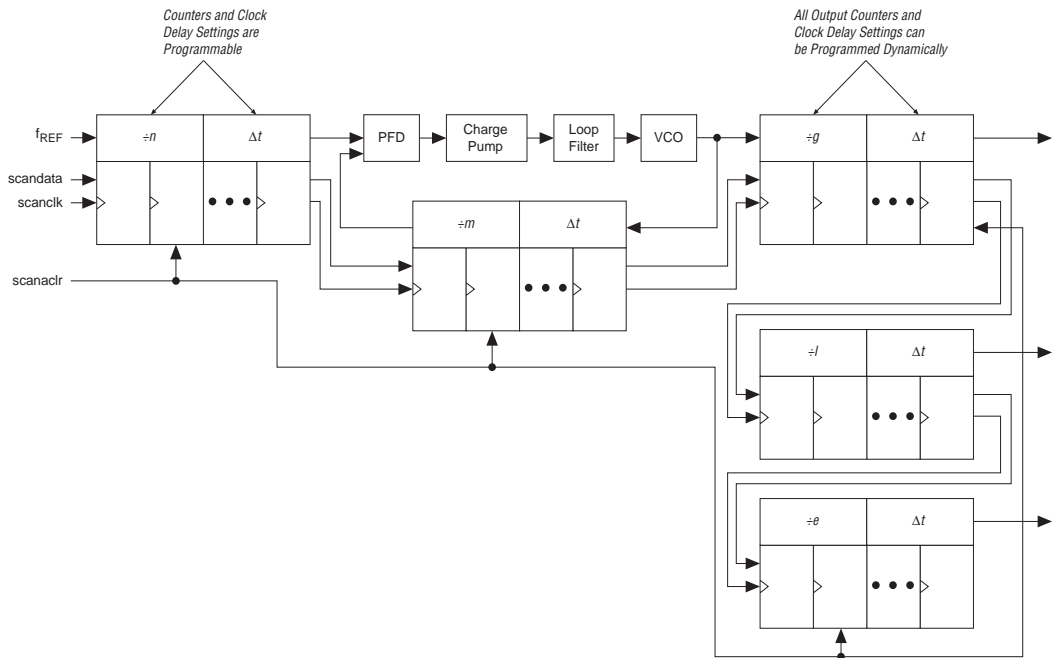 Counters and Clock
Delay Settings are
Programmable
All Output Counters and
Clock Delay Settings can
be Programmed Dynamically
fREF
÷n
Δt
PFD
Charge
Pump
Loop
Filter
VCO
÷g
Δt
scandata
scanclk
÷m
Δt
scanaclr
÷l
Δt
÷e
Δt